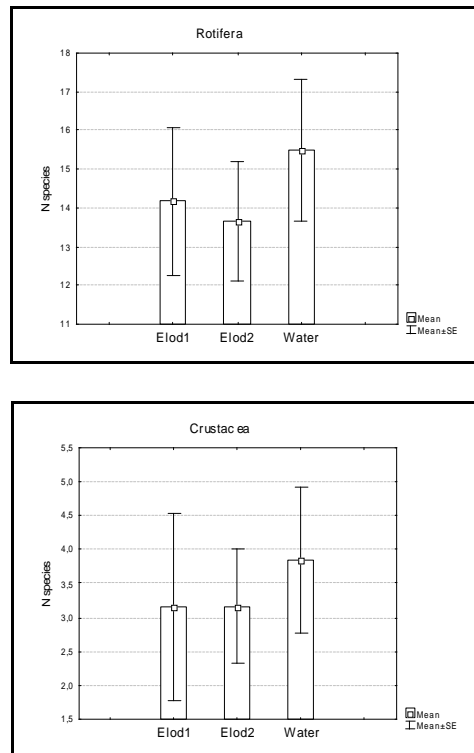 Rotifera
18
17
16
15
14
13
12
11
N species
Elod1 Elod2 Water
Mean
Mean±SE
Crustacea
5,5
5,0
4,5
4,0
3,5
3,0
2,5
2,0
1,5
N species
Elod1 Elod2 Water
Mean
Mean±SE